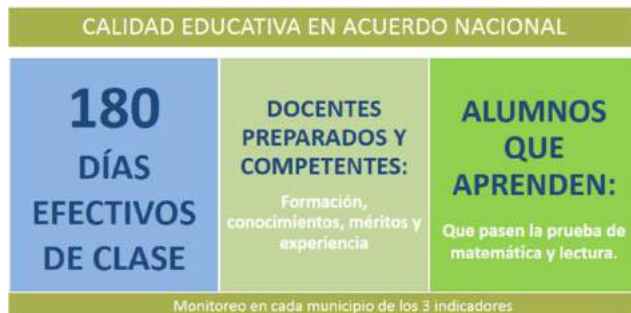 CALIDAD EDUCATIVA EN ACUERDO NACIONAL
180
DÍAS
EFECTIVOS
DE CLASE
DOCENTES
PREPARADOS Y
COMPETENTES:
Formación,
conocimientos, méritos y
experiencia
ALUMNOS
QUE
APRENDEN:
Que pasen la prueba de
matemática y lectura.
Monitoreo en cada municipio de los 3 indicadores